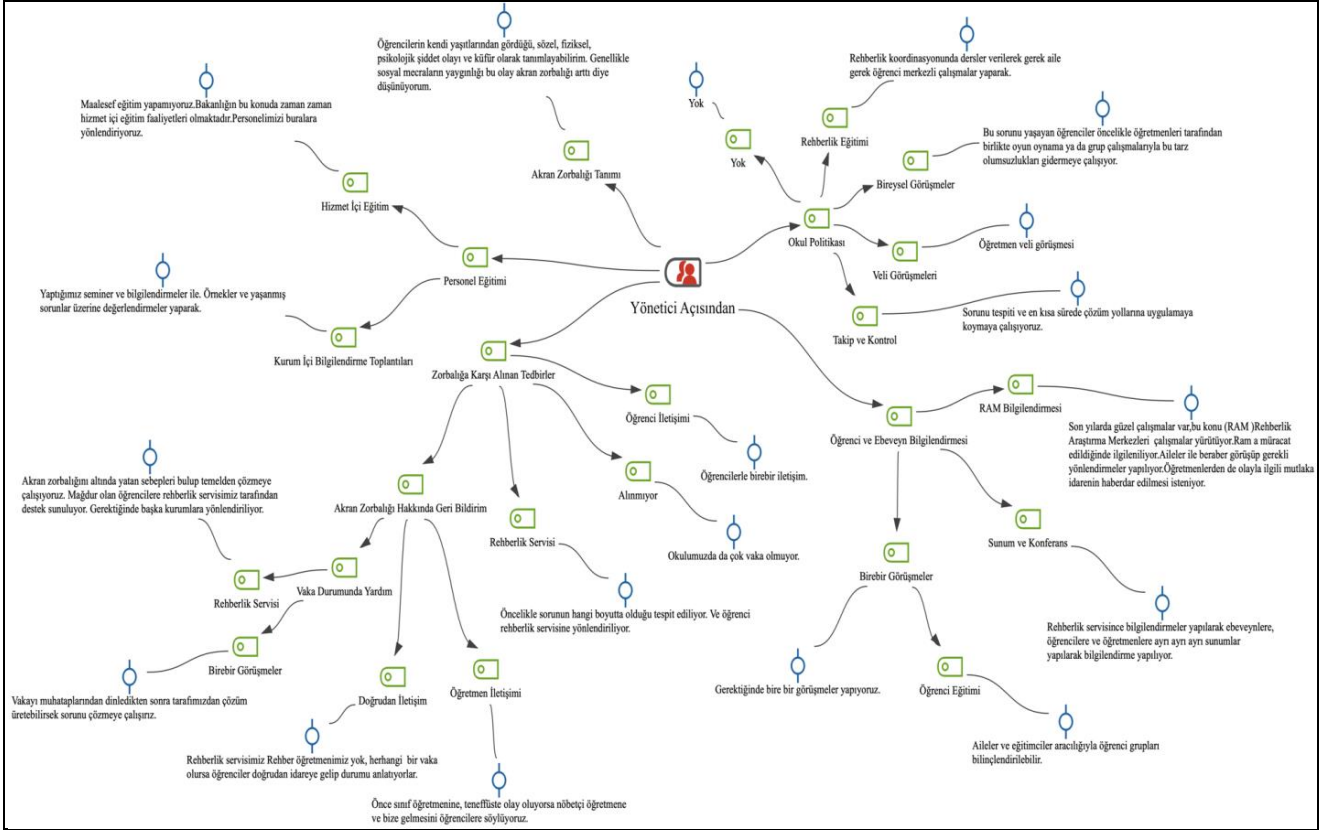 Öğrencilerin kendi yaşıtlarından gördüğü, sözel, fiziksel,
psikolojik şiddet olayı ve küfür olarak tanımlayabilirim. Genellikle
sosyal mecraların yaygınlığı bu olay akran zorbalığı arttı diye
düşünüyorum.
Akran Zorbalığı Tanımı
Maalesef eğitim yapamıyoruz.Bakanlığın bu konuda zaman zaman
hizmet içi eğitim faaliyetleri olmaktadır.Personelimizi buralara
yönlendiriyoruz.
Hizmet İçi Eğitim
Personel Eğitimi
Yaptığımız seminer ve bilgilendirmeler ile. Örnekler ve yaşanmış
sorunlar üzerine değerlendirmeler yaparak.
Kurum İçi Bilgilendirme Toplantıları
Yönetici Açısından
Yok
Yok
Rehberlik koordinasyonunda dersler verilerek gerek aile
gerek öğrenci merkezli çalışmalar yaparak.
Rehberlik Eğitimi
Bu sorunu yaşayan öğrenciler öncelikle öğretmenleri tarafından
birlikte oyun oynama ya da grup çalışmalarıyla bu tarz
olumsuzlukları gidermeye çalışıyor.
Bireysel Görüşmeler
Okul Politikası
Öğretmen veli görüşmesi
Veli Görüşmeleri
Sorunu tespiti ve en kısa sürede çözüm yollarına uygulamaya
koymaya çalışıyoruz.
Takip ve Kontrol
Zorbalığa Karşı Alınan Tedbirler
Öğrenci İletişimi
Öğrencilerle birebir iletişim.
Alınmıyor
Okulumuzda da çok vaka olmuyor.
Rehberlik Servisi
Öncelikle sorunun hangi boyutta olduğu tespit ediliyor. Ve öğrenci
rehberlik servisine yönlendiriliyor.
Akran Zorbalığı Hakkında Geri Bildirim
Akran zorbalığını altında yatan sebepleri bulup temelden çözmeye
çalışıyoruz. Mağdur olan öğrencilere rehberlik servisimiz tarafından
destek sunuluyor. Gerektiğinde başka kurumlara yönlendiriliyor.
Rehberlik Servisi
Vaka Durumunda Yardım
Birebir Görüşmeler
Vakayı muhataplarından dinledikten sonra tarafımızdan çözüm
üretebilirsek sorunu çözmeye çalışırız.
Doğrudan İletişim
Rehberlik servisimiz Rehber öğretmenimiz yok, herhangi bir vaka
olursa öğrenciler doğrudan idareye gelip durumu anlatıyorlar.
Öğretmen İletişimi
Önce sınıf öğretmenine, teneffüste olay oluyorsa nöbetçi öğretmene
ve bize gelmesini öğrencilere söylüyoruz.
Öğrenci ve Ebeveyn Bilgilendirmesi
RAM Bilgilendirmesi
Son yılarda güzel çalışmalar var,bu konu (RAM )Rehberlik
Araştırma Merkezleri çalışmalar yürütüyor.Ram a müracat
edildiğinde ilgileniliyor.Aileler ile beraber görüşüp gerekli
yönlendirmeler yapılıyor.Öğretmenlerden de olayla ilgili mutlaka
idarenin haberdar edilmesi isteniyor.
Sunum ve Konferans
Rehberlik servisince bilgilendirmeler yapılarak ebeveynlere,
öğrencilere ve öğretmenlere ayrı ayrı ayrı sunumlar
yapılarak bilgilendirme yapılıyor.
Birebir Görüşmeler
Gerektiğinde bire bir görüşmeler yapıyoruz.
Öğrenci Eğitimi
Aileler ve eğitimciler aracılığıyla öğrenci grupları
bilinçlendirilebilir.